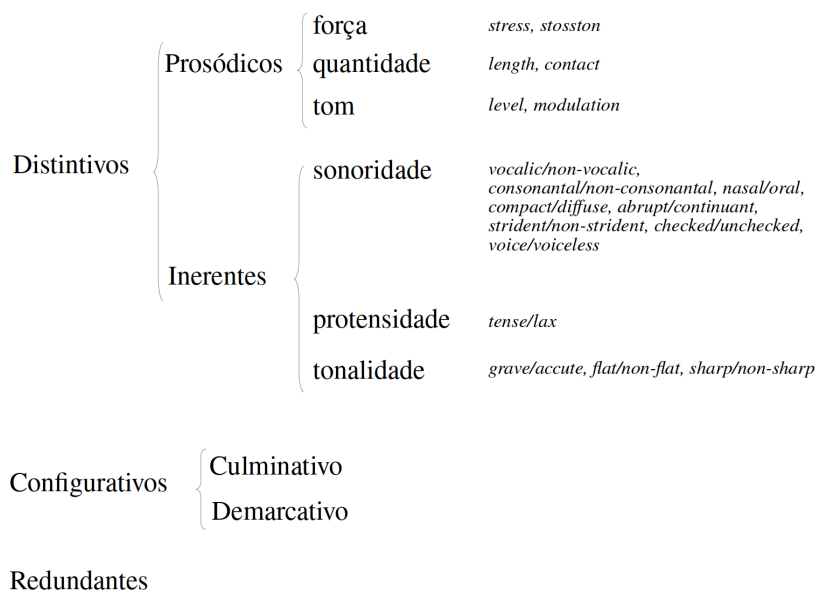 força stress, stosston
Prosódicos quantidade length, contact
tom level, modulation
Distintivos
sonoridade vocalic/non-vocalic,
consonantal/non-consonantal, nasal/oral,
compact/diffuse, abrupt/continuant,
strident/non-strident, checked/unchecked,
voice/voiceless
Inerentes
protensidade tense/lax
tonalidade grave/accute, flat/non-flat, sharp/non-sharp
Culminativo
Configurativos
Demarcativo
Redundantes